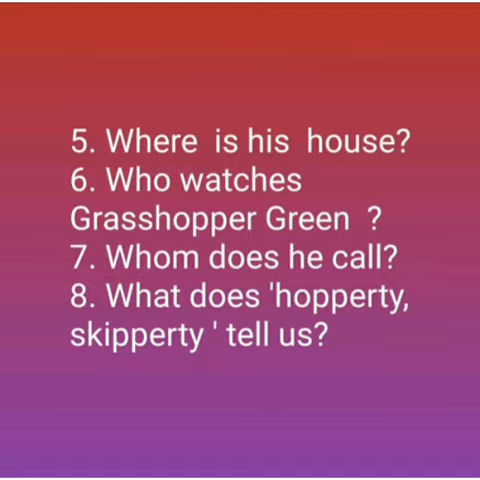 5. Where is his house?
6. Who watches
Grasshopper Green ?
7. Whom does he call?
8. What does 'hopperty,
skipperty ' tell us?